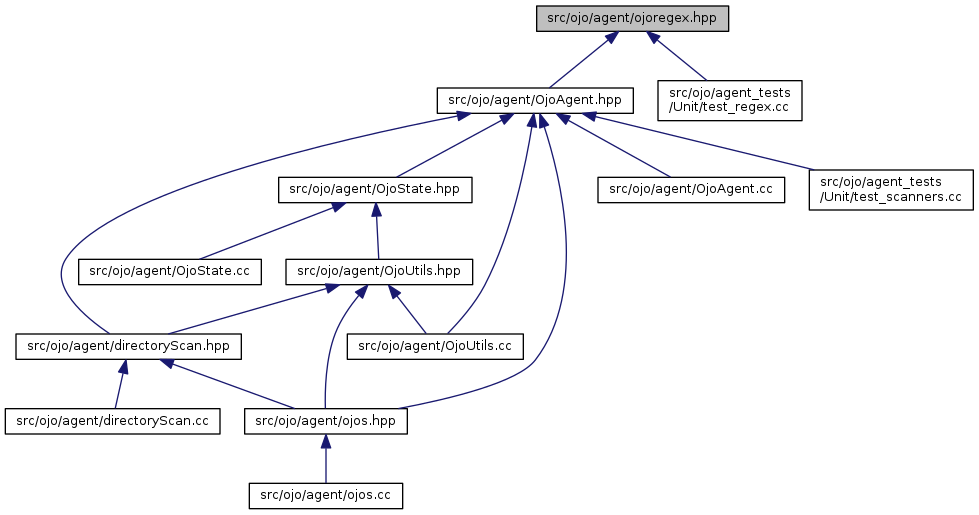 src/ojo/agent/ojoregex.hpp
src/ojo/agent/OjoAgent.hpp
src/ojo/agent_tests
/Unit/test_regex.cc
src/ojo/agent/OjoState.hpp
src/ojo/agent/OjoAgent.cc
src/ojo/agent_tests
/Unit/test_scanners.cc
src/ojo/agent/OjoState.cc
src/ojo/agent/OjoUtils.hpp
src/ojo/agent/directoryScan.hpp
src/ojo/agent/OjoUtils.cc
src/ojo/agent/directoryScan.cc
src/ojo/agent/ojos.hpp
src/ojo/agent/ojos.cc